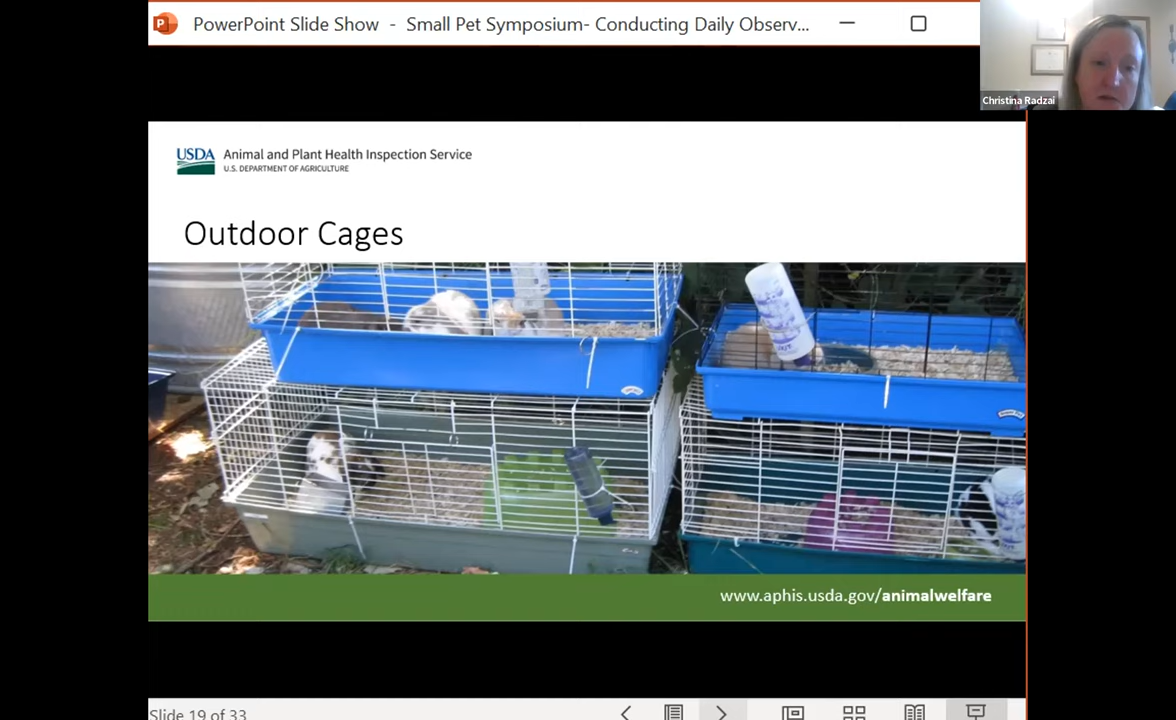 PowerPoint Slide Show - Small Pet Symposium- Conducting Daily Observ...
Christina Radzai
USDA
Animal and Plant Health Inspection Service
U.S. DEPARTMENT OF AGRICULTURE
Outdoor Cages
www.aphis.usda.gov/animalwelfare
Slide 19 of 33